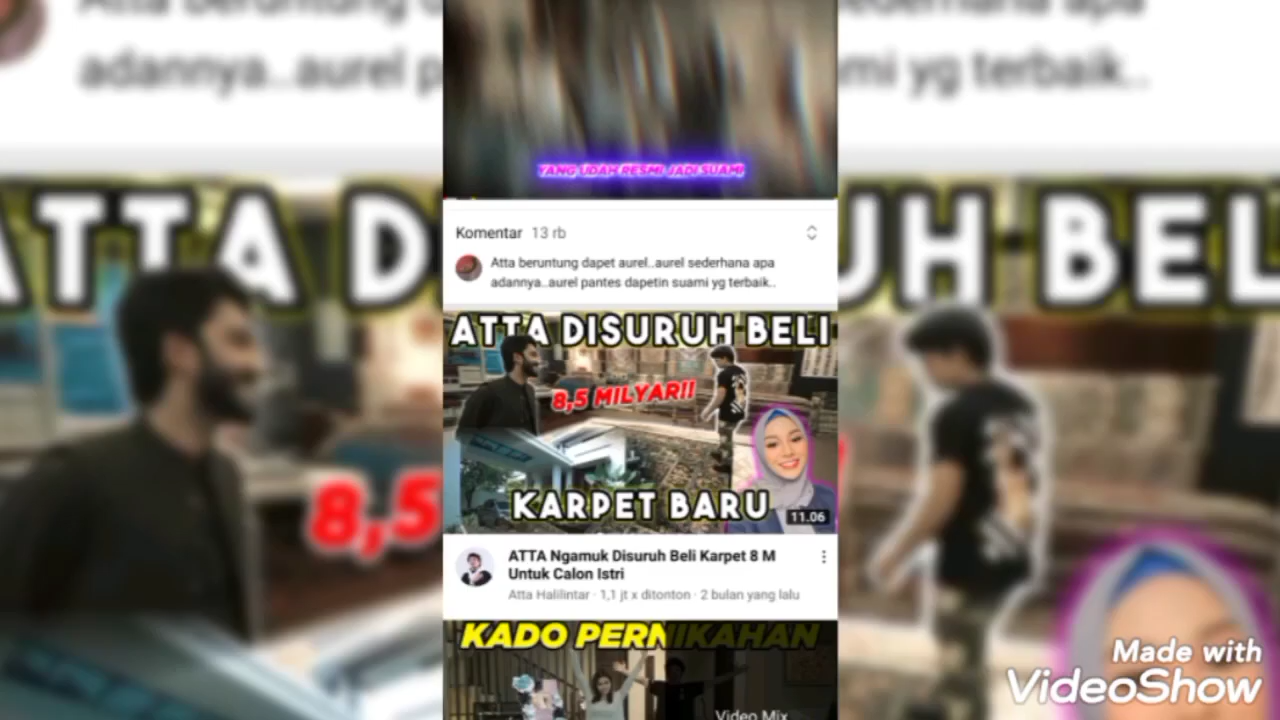 YANG UDAH RESMI JADI SUAMI
Komentar 13 rb
Atta beruntung dapet aurel..aurel sederhana apa
adannya..aurel pantes dapetin suami yg terbaik..
ATTA DISURUH BELI
8,5 MILYAR!!
KARPET BARU
11.06
ATTA Ngamuk Disuruh Beli Karpet 8 M
Untuk Calon Istri
Atta Halilintar · 1,1 jt x ditonton · 2 bulan yang lalu
KADO PERNIKAHAN
Video Mix
Made with
VideoShow